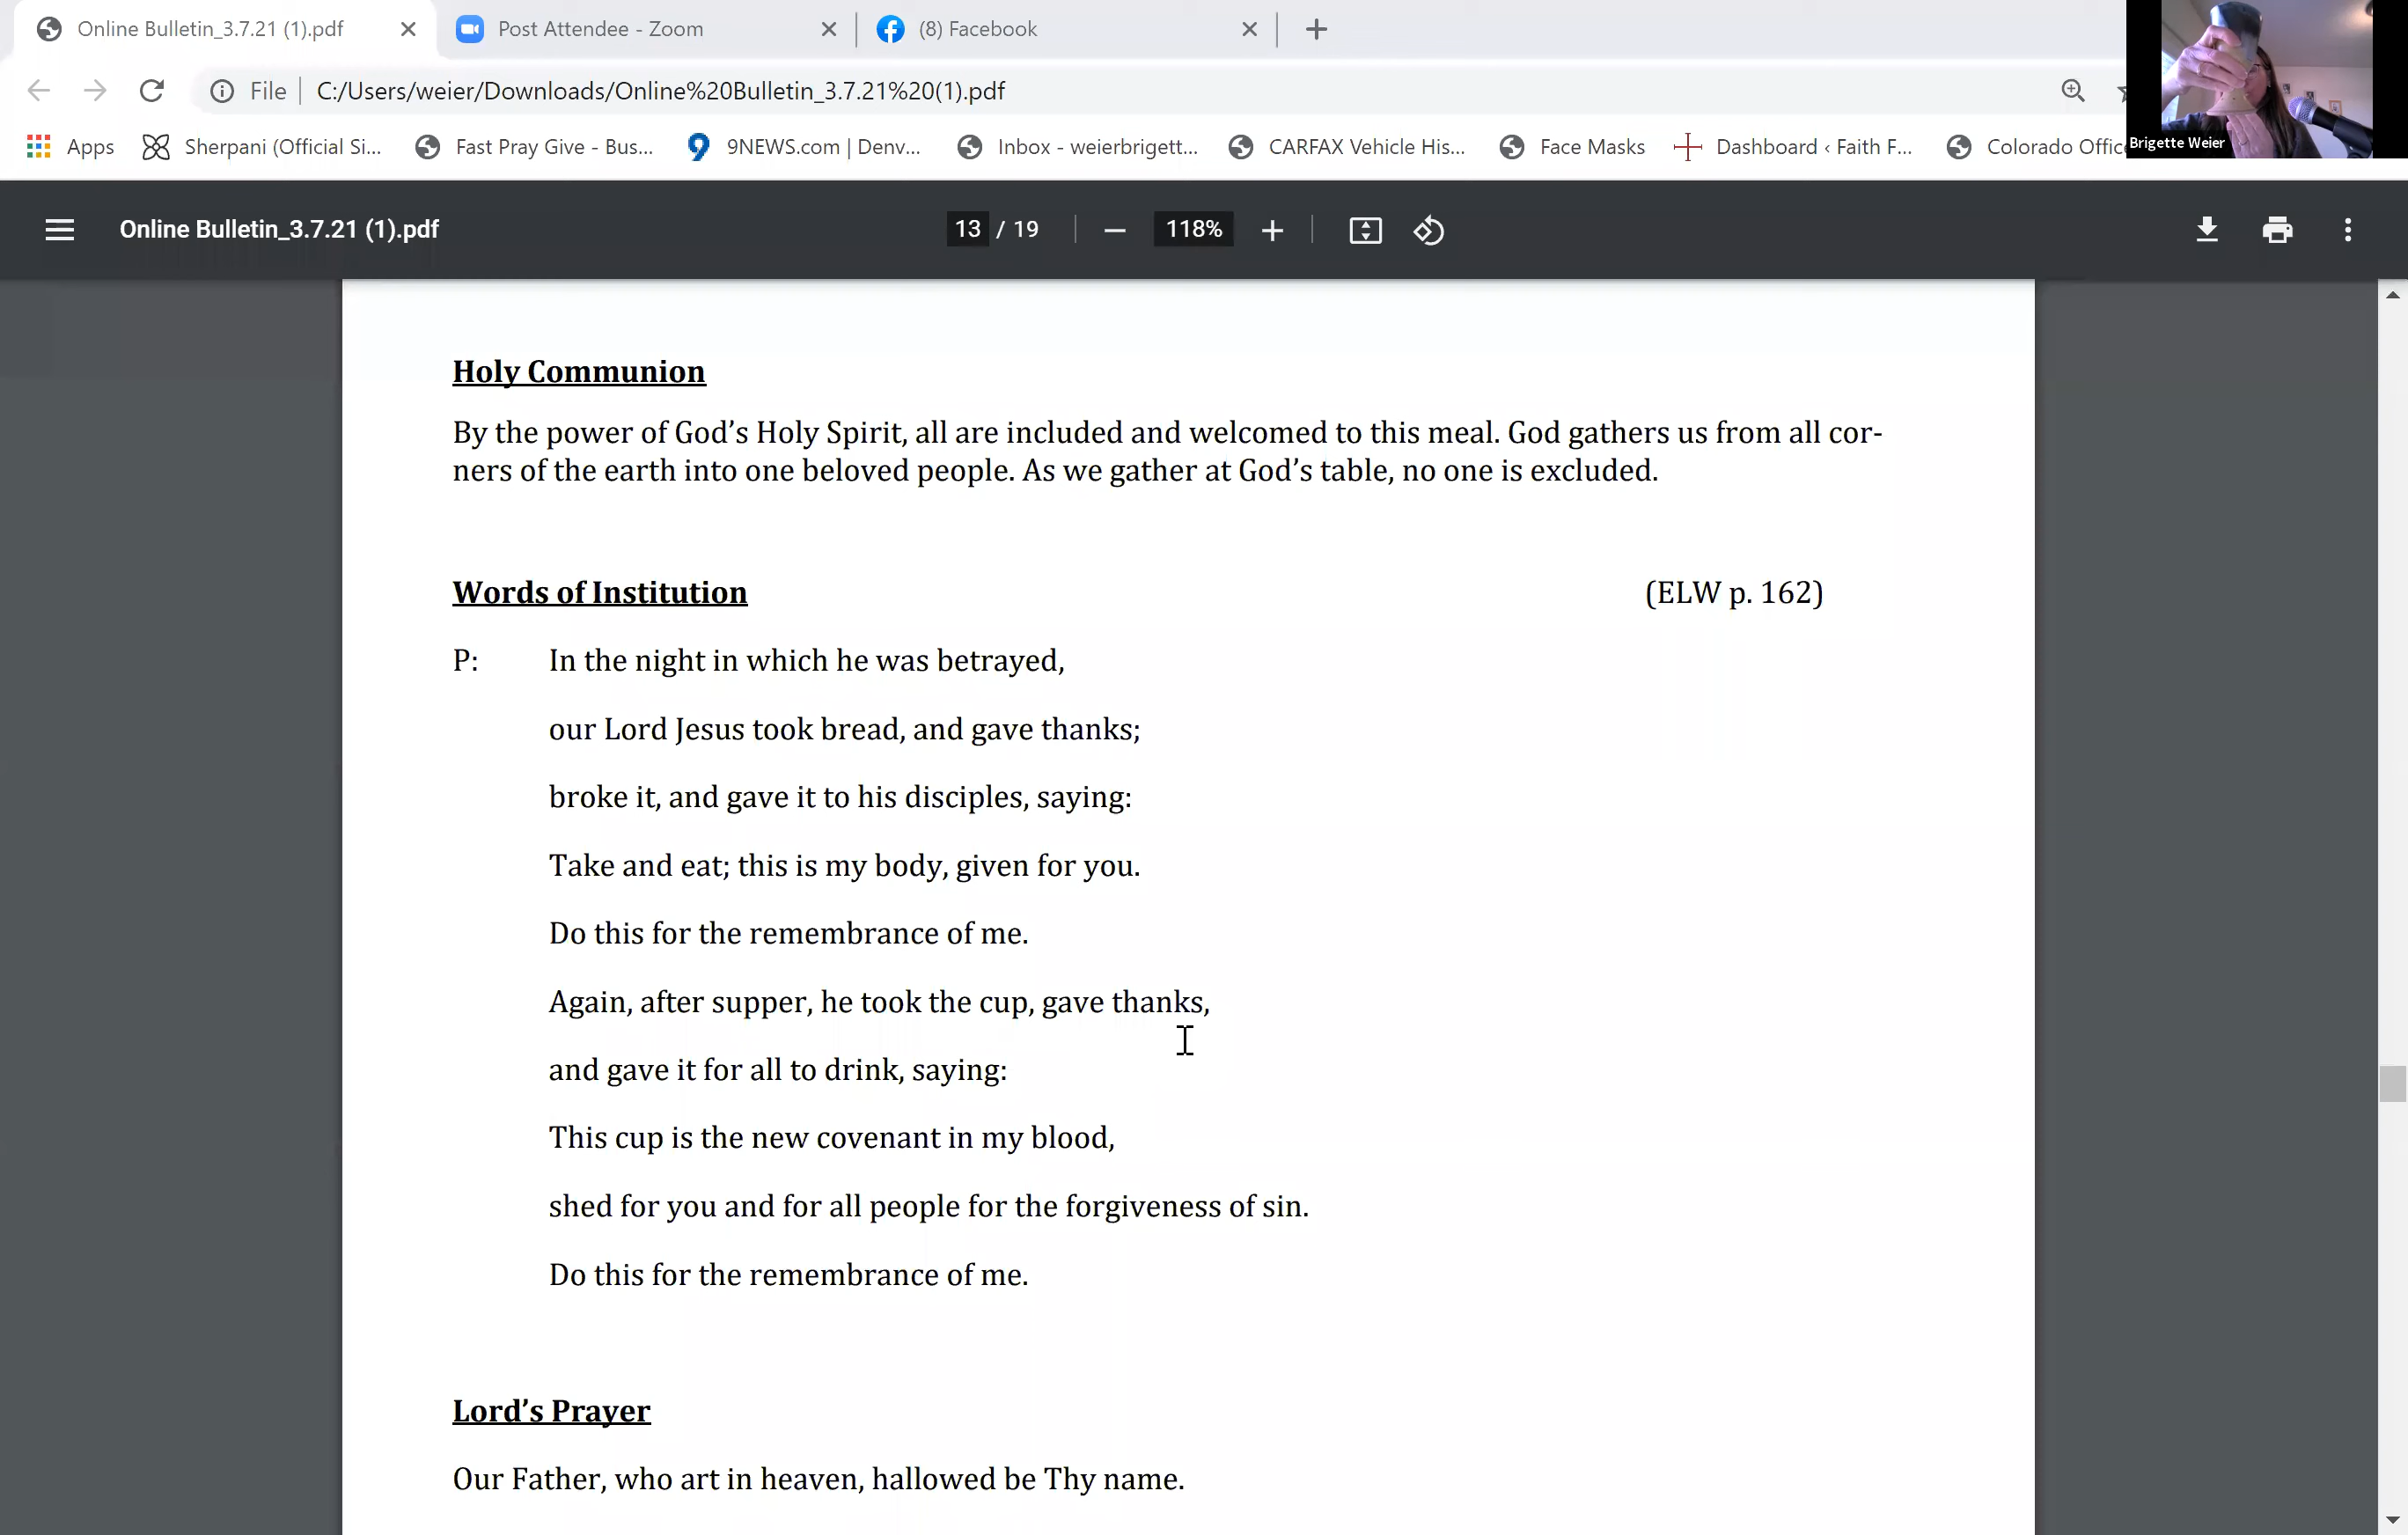 Online Bulletin_3.7.21 (1).pdf
Post Attendee - Zoom
(8) Facebook
File
C:/Users/weier/Downloads/Online%20Bulletin_3.7.21%20(1).pdf
Apps
Sherpani (Official Si...
Fast Pray Give - Bus...
9NEWS.com | Denv...
Inbox - weierbrigett...
CARFAX Vehicle His...
Face Masks
Dashboard ‹ Faith F...
Colorado Offic
Brigette Weier
Online Bulletin_3.7.21 (1).pdf
13 / 19
118%
Holy Communion
By the power of God’s Holy Spirit, all are included and welcomed to this meal. God gathers us from all cor-
ners of the earth into one beloved people. As we gather at God’s table, no one is excluded.
Words of Institution (ELW p. 162)
P: In the night in which he was betrayed,
our Lord Jesus took bread, and gave thanks;
broke it, and gave it to his disciples, saying:
Take and eat; this is my body, given for you.
Do this for the remembrance of me.
Again, after supper, he took the cup, gave thanks,
and gave it for all to drink, saying:
This cup is the new covenant in my blood,
shed for you and for all people for the forgiveness of sin.
Do this for the remembrance of me.
Lord’s Prayer
Our Father, who art in heaven, hallowed be Thy name.